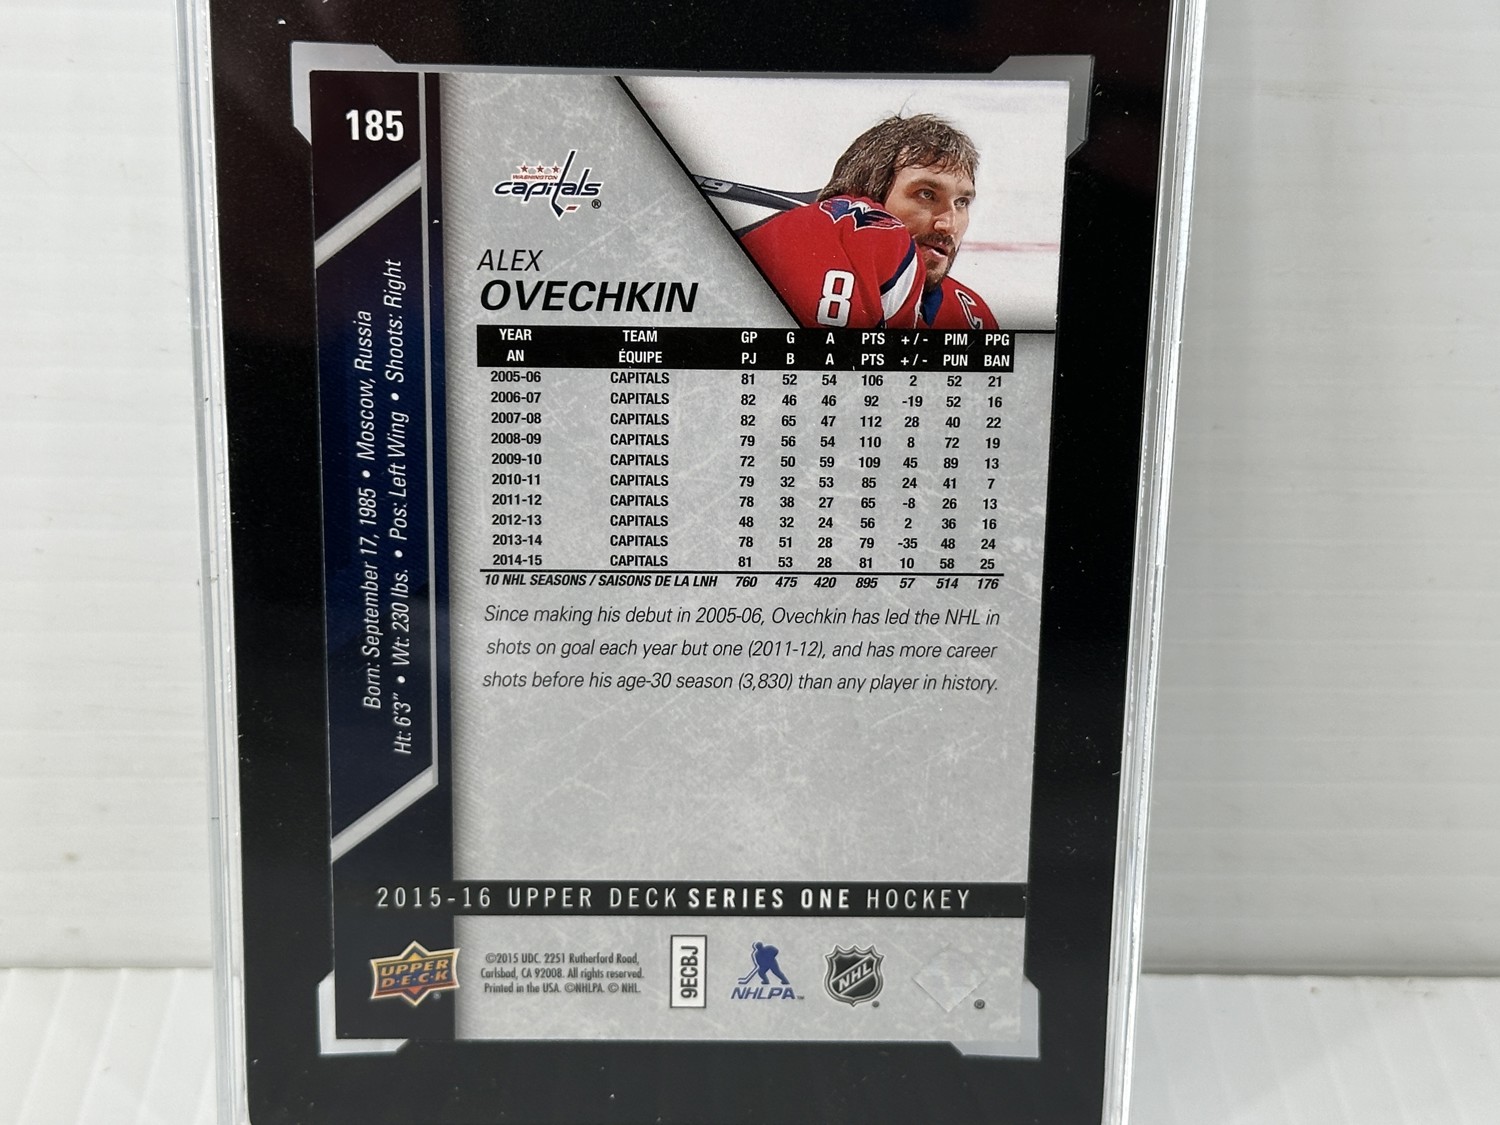 185
WASHINGTON
capitals®
ALEX
OVECHKIN
8
C
Born: September 17, 1985 • Moscow, Russia
Ht: 6'3" • Wt: 230 lbs. • Pos: Left Wing • Shoots: Right
YEAR TEAM GP G A PTS +/- PIM PPG
AN ÉQUIPE PJ B A PTS +/- PUN BAN
2005-06 CAPITALS 81 52 54 106 2 52 21
2006-07 CAPITALS 82 46 46 92 -19 52 16
2007-08 CAPITALS 82 65 47 112 28 40 22
2008-09 CAPITALS 79 56 54 110 8 72 19
2009-10 CAPITALS 72 50 59 109 45 89 13
2010-11 CAPITALS 79 32 53 85 24 41 7
2011-12 CAPITALS 78 38 27 65 -8 26 13
2012-13 CAPITALS 48 32 24 56 2 36 16
2013-14 CAPITALS 78 51 28 79 -35 48 24
2014-15 CAPITALS 81 53 28 81 10 58 25
10 NHL SEASONS / SAISONS DE LA LNH 760 475 420 895 57 514 176
Since making his debut in 2005-06, Ovechkin has led the NHL in
shots on goal each year but one (2011-12), and has more career
shots before his age-30 season (3,830) than any player in history.
2015-16 UPPER DECK SERIES ONE HOCKEY
UPPER
D·E·C·K
©2015 UDC. 2251 Rutherford Road,
Carlsbad, CA 92008. All rights reserved.
Printed in the USA. ©NHLPA. © NHL.
9ECBJ
NHLPA™
NHL®
®